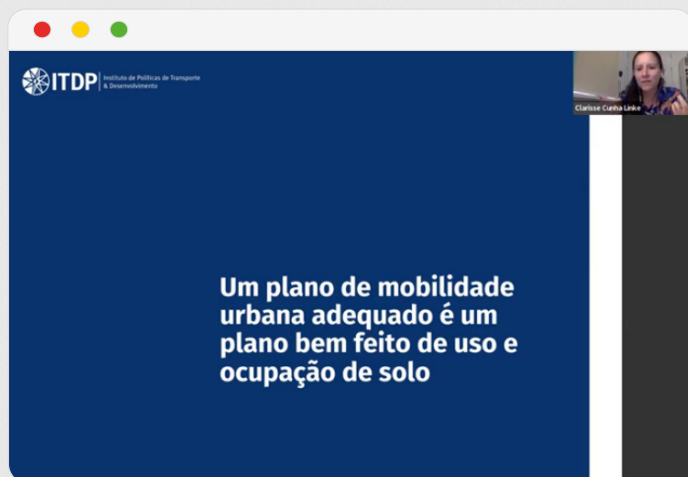 ITDP
Instituto de Políticas de Transporte
& Desenvolvimento
Clarisse Cunha Linke
Um plano de mobilidade
urbana adequado é um
plano bem feito de uso e
ocupação de solo